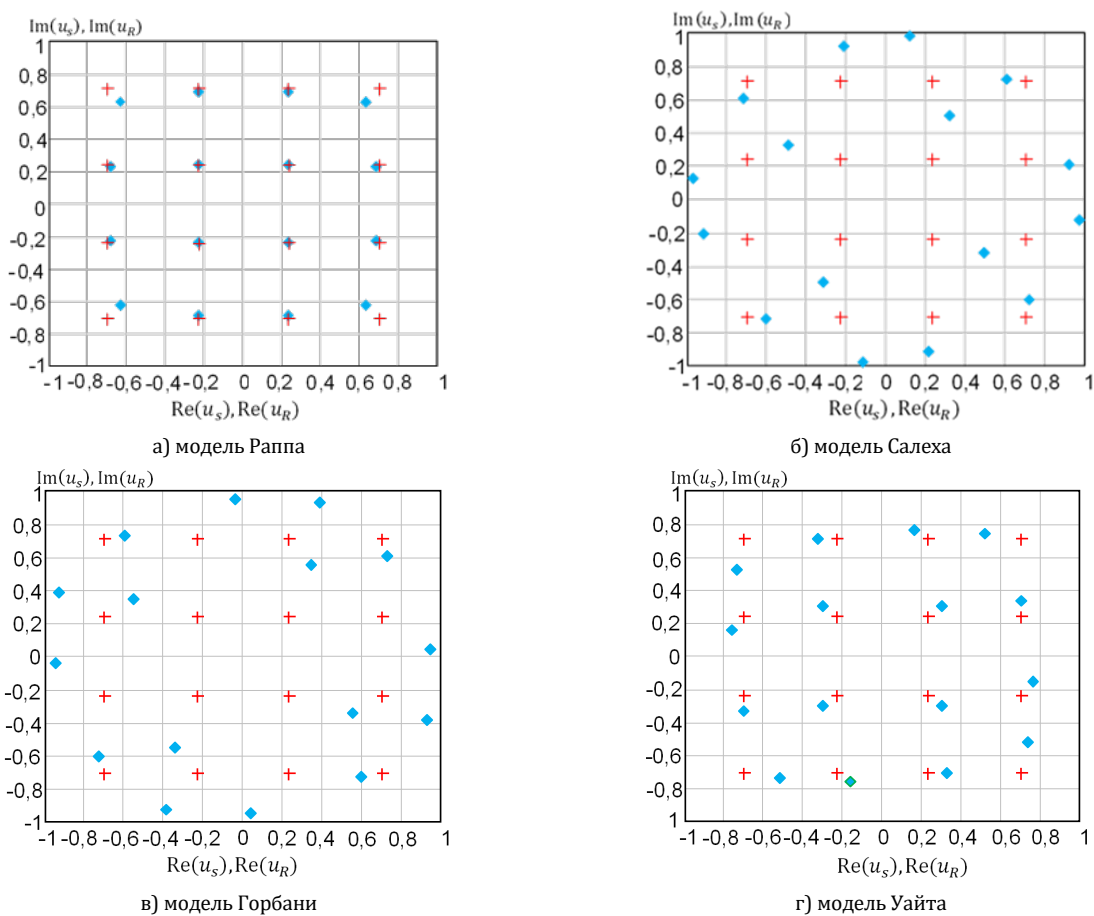 Im(u_s), Im(u_R)
1
0,8
0,6
0,4
0,2
0
-0,2
-0,4
-0,6
-0,8
-1
-1 -0,8 -0,6 -0,4 -0,2 0 0,2 0,4 0,6 0,8 1
Re(u_s), Re(u_R)
а) модель Раппа
Im(u_s),Im(u_R)
1
0,8
0,6
0,4
0,2
0
-0,2
-0,4
-0,6
-0,8
-1
-1 -0,8 -0,6 -0,4 -0,2 0 0,2 0,4 0,6 0,8 1
Re(u_s), Re(u_R)
б) модель Салеха
Im(u_s), Im(u_R)
1
0,8
0,6
0,4
0,2
0
-0,2
-0,4
-0,6
-0,8
-1
-1 -0,8 -0,6 -0,4 -0,2 0 0,2 0,4 0,6 0,8 1
Re(u_s),Re(u_R)
в) модель Горбани
Im(u_s), Im(u_R)
1
0,8
0,6
0,4
0,2
0
-0,2
-0,4
-0,6
-0,8
-1
-1 -0,8 -0,6 -0,4 -0,2 0 0,2 0,4 0,6 0,8 1
Re(u_s),Re(u_R)
г) модель Уайта